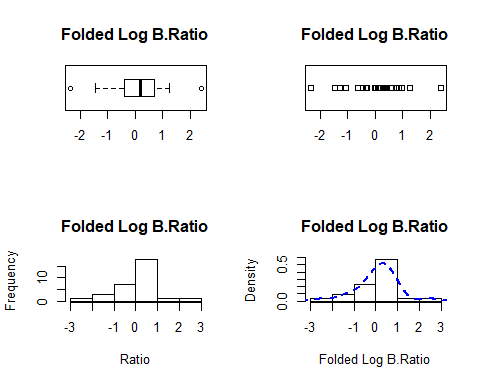 Folded Log B.Ratio
-2 -1 0 1 2
Folded Log B.Ratio
-2 -1 0 1 2
Folded Log B.Ratio
Frequency
0 10
-3 -1 0 1 2 3
Ratio
Folded Log B.Ratio
Density
0.0 0.5
-3 -1 0 1 2 3
Folded Log B.Ratio